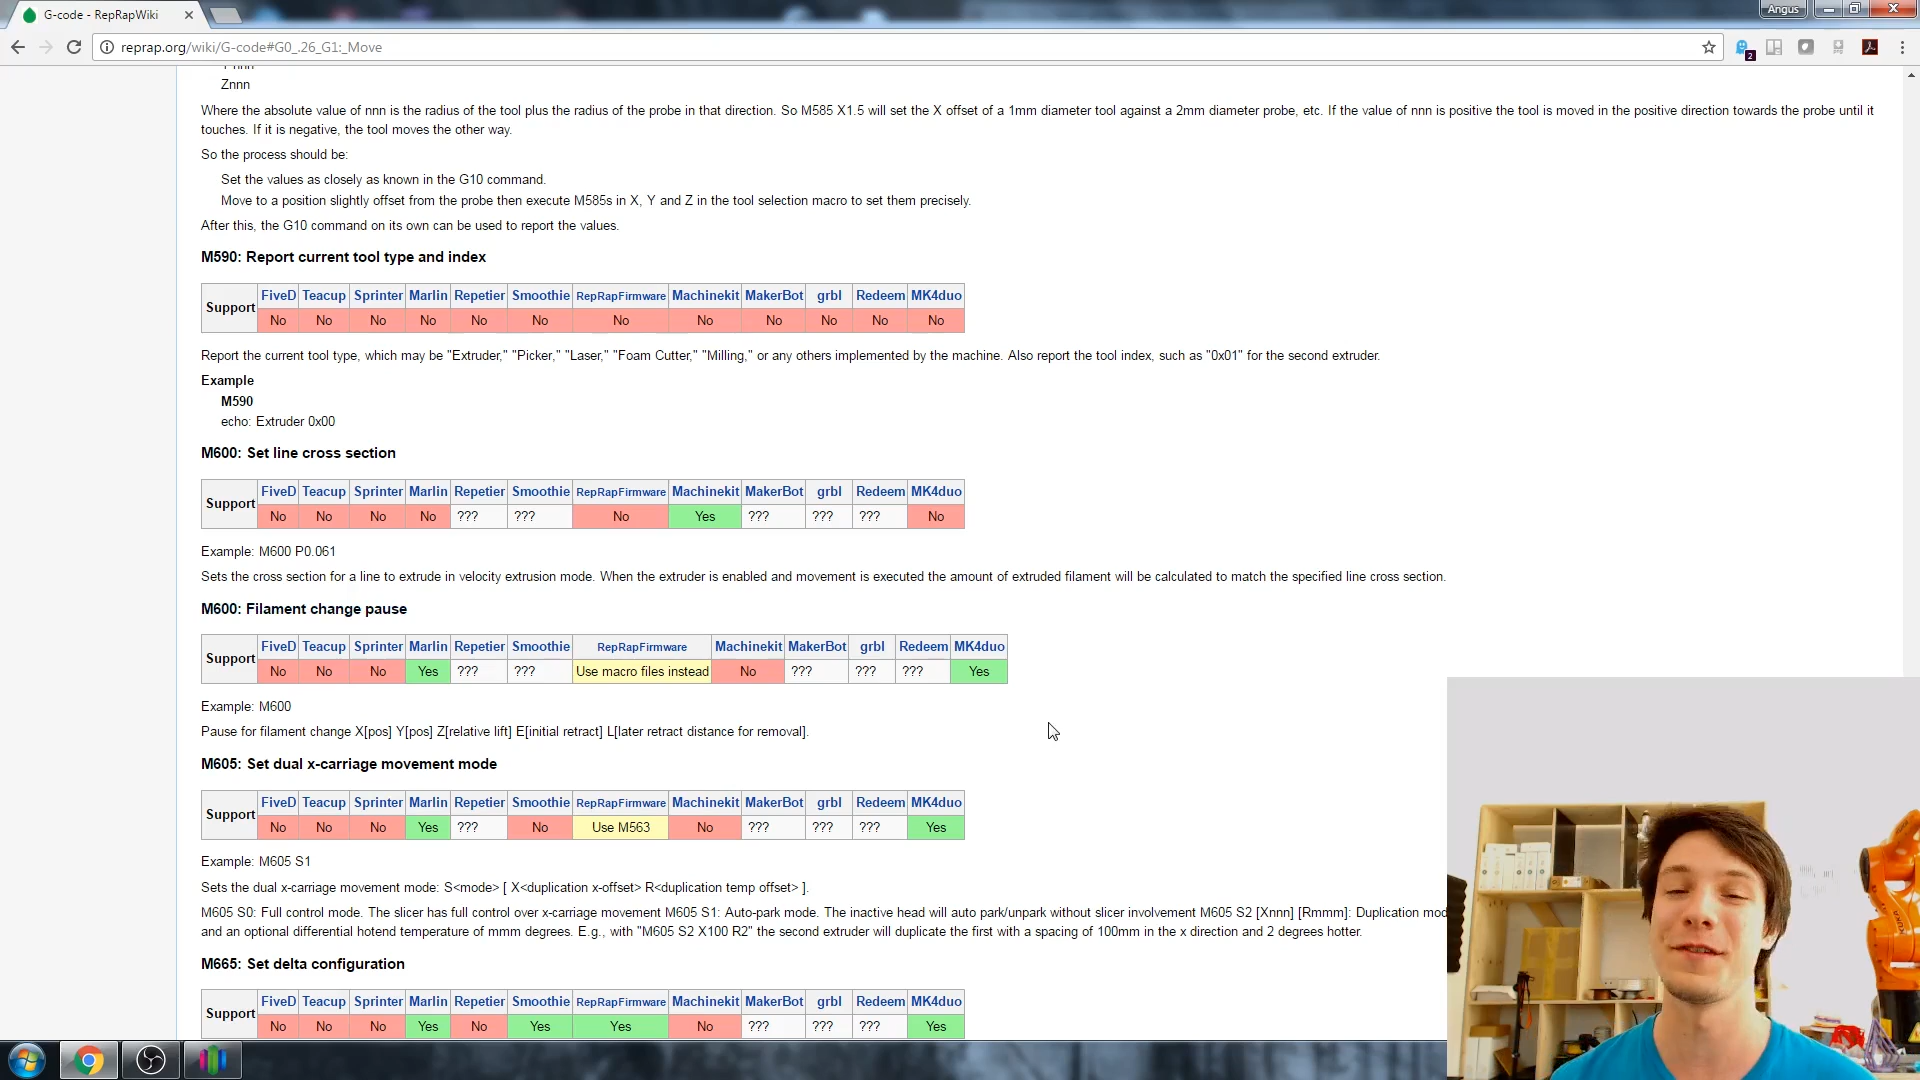 G-code - RepRapWiki
Angus
reprap.org/wiki/G-code#G0_.26_G1:_Move
2
Znnn
Where the absolute value of nnn is the radius of the tool plus the radius of the probe in that direction. So M585 X1.5 will set the X offset of a 1mm diameter tool against a 2mm diameter probe, etc. If the value of nnn is positive the tool is moved in the positive direction towards the probe until it
touches. If it is negative, the tool moves the other way.
So the process should be:
Set the values as closely as known in the G10 command.
Move to a position slightly offset from the probe then execute M585s in X, Y and Z in the tool selection macro to set them precisely.
After this, the G10 command on its own can be used to report the values.
M590: Report current tool type and index
Support FiveD Teacup Sprinter Marlin Repetier Smoothie RepRapFirmware Machinekit MakerBot grbl Redeem MK4duo
No No No No No No No No No No No No
Report the current tool type, which may be "Extruder," "Picker," "Laser," "Foam Cutter," "Milling," or any others implemented by the machine. Also report the tool index, such as "0x01" for the second extruder.
Example
M590
echo: Extruder 0x00
M600: Set line cross section
Support FiveD Teacup Sprinter Marlin Repetier Smoothie RepRapFirmware Machinekit MakerBot grbl Redeem MK4duo
No No No No ??? ??? No Yes ??? ??? ??? No
Example: M600 P0.061
Sets the cross section for a line to extrude in velocity extrusion mode. When the extruder is enabled and movement is executed the amount of extruded filament will be calculated to match the specified line cross section.
M600: Filament change pause
Support FiveD Teacup Sprinter Marlin Repetier Smoothie RepRapFirmware Machinekit MakerBot grbl Redeem MK4duo
No No No Yes ??? ??? Use macro files instead No ??? ??? ??? Yes
Example: M600
Pause for filament change X[pos] Y[pos] Z[relative lift] E[initial retract] L[later retract distance for removal].
M605: Set dual x-carriage movement mode
Support FiveD Teacup Sprinter Marlin Repetier Smoothie RepRapFirmware Machinekit MakerBot grbl Redeem MK4duo
No No No Yes ??? No Use M563 No ??? ??? ??? Yes
Example: M605 S1
Sets the dual x-carriage movement mode: S<mode> [ X<duplication x-offset> R<duplication temp offset> ].
M605 S0: Full control mode. The slicer has full control over x-carriage movement M605 S1: Auto-park mode. The inactive head will auto park/unpark without slicer involvement M605 S2 [Xnnn] [Rmmm]: Duplication mod
and an optional differential hotend temperature of mmm degrees. E.g., with "M605 S2 X100 R2" the second extruder will duplicate the first with a spacing of 100mm in the x direction and 2 degrees hotter.
M665: Set delta configuration
Support FiveD Teacup Sprinter Marlin Repetier Smoothie RepRapFirmware Machinekit MakerBot grbl Redeem MK4duo
No No No Yes No Yes Yes No ??? ??? ??? Yes